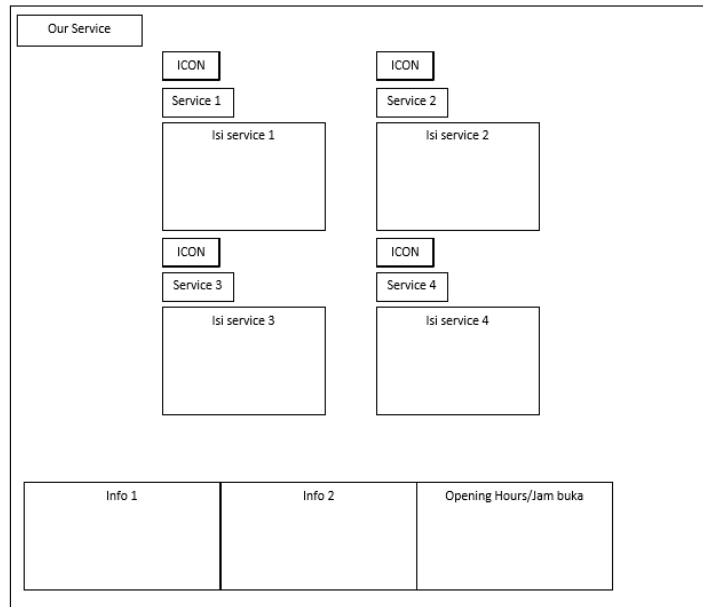 Our Service
ICON
ICON
Service 1
Service 2
Isi service 1
Isi service 2
ICON
ICON
Service 3
Service 4
Isi service 3
Isi service 4
Info 1
Info 2
Opening Hours/Jam buka